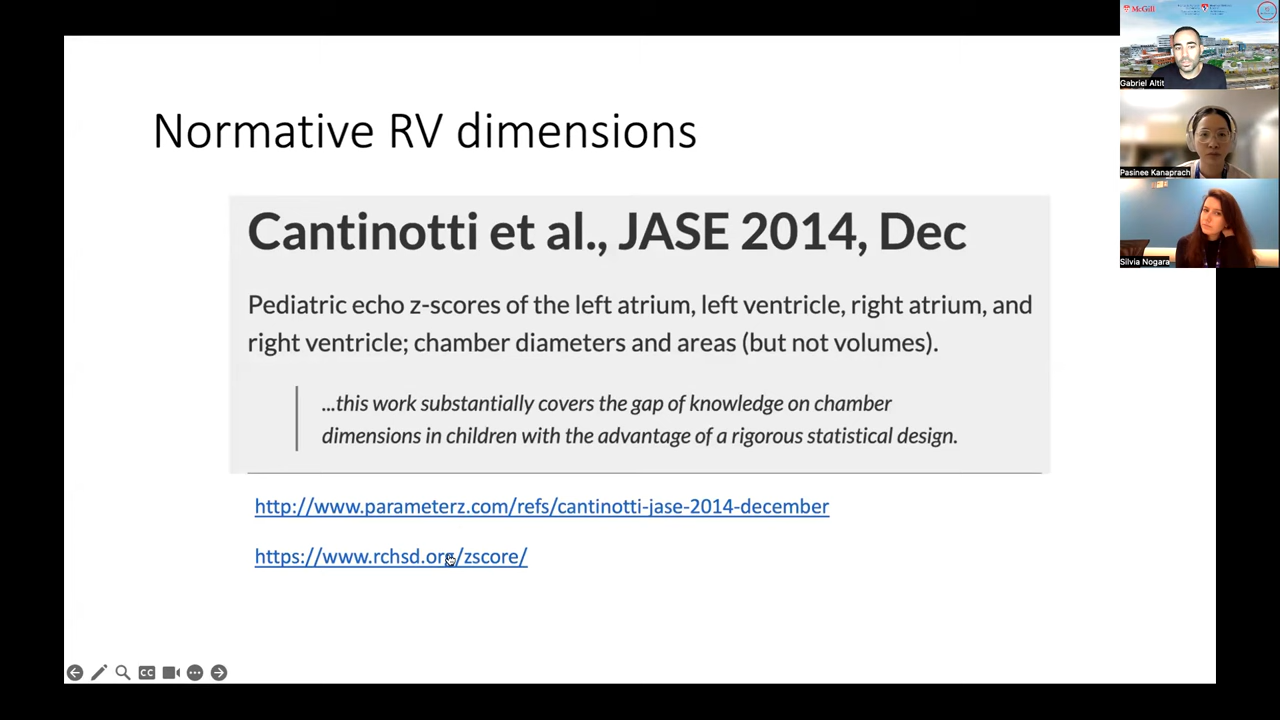 Normative RV dimensions
Cantinotti et al., JASE 2014, Dec
Pediatric echo z-scores of the left atrium, left ventricle, right atrium, and
right ventricle; chamber diameters and areas (but not volumes).
...this work substantially covers the gap of knowledge on chamber
dimensions in children with the advantage of a rigorous statistical design.
http://www.parameterz.com/refs/cantinotti-jase-2014-december
https://www.rchsd.org/zscore/
CC
McGill
Gabriel Altit
Pasinee Kanaprach
Silvia Nogara